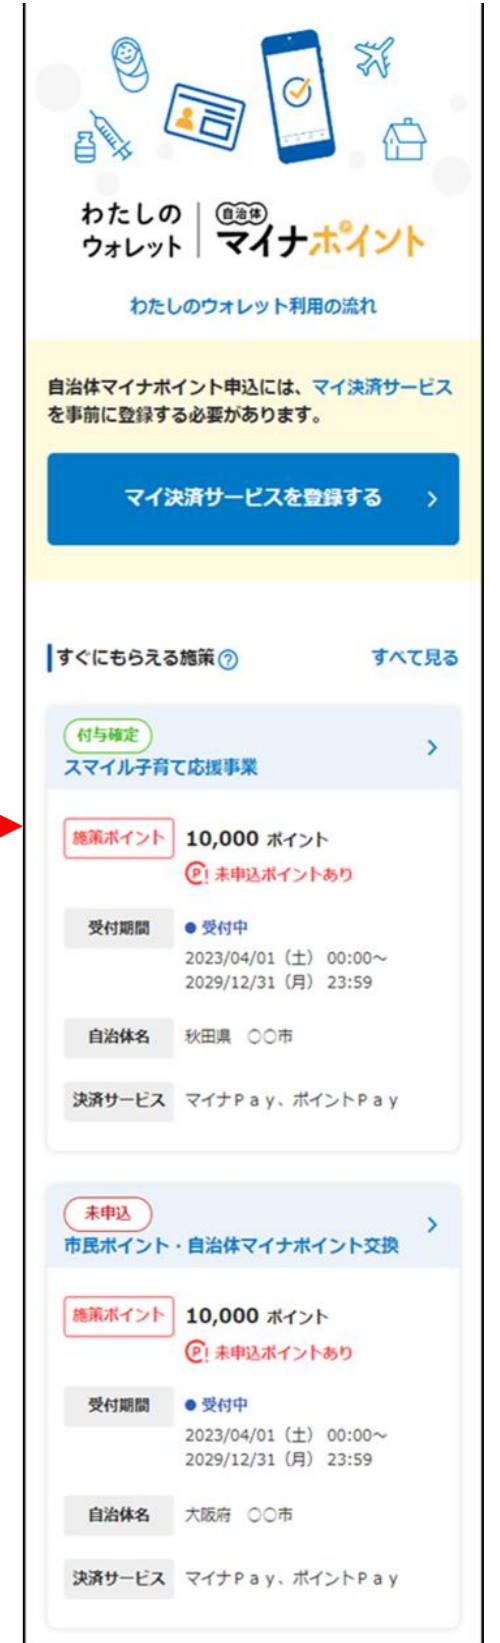 わたしの
ウォレット
自治体
マイナポイント
わたしのウォレット利用の流れ
自治体マイナポイント申込には、マイ決済サービス
を事前に登録する必要があります。
マイ決済サービスを登録する
すぐにもらえる施策? すべて見る
付与確定
スマイル子育て応援事業
施策ポイント 10,000 ポイント
P! 未申込ポイントあり
受付期間 ●受付中
2023/04/01(土) 00:00~
2029/12/31(月) 23:59
自治体名 秋田県 〇〇市
決済サービス マイナPay、ポイントPay
未申込
市民ポイント・自治体マイナポイント交換
施策ポイント 10,000 ポイント
P! 未申込ポイントあり
受付期間 ●受付中
2023/04/01(土) 00:00~
2029/12/31(月) 23:59
自治体名 大阪府 〇〇市
決済サービス マイナPay、ポイントPay